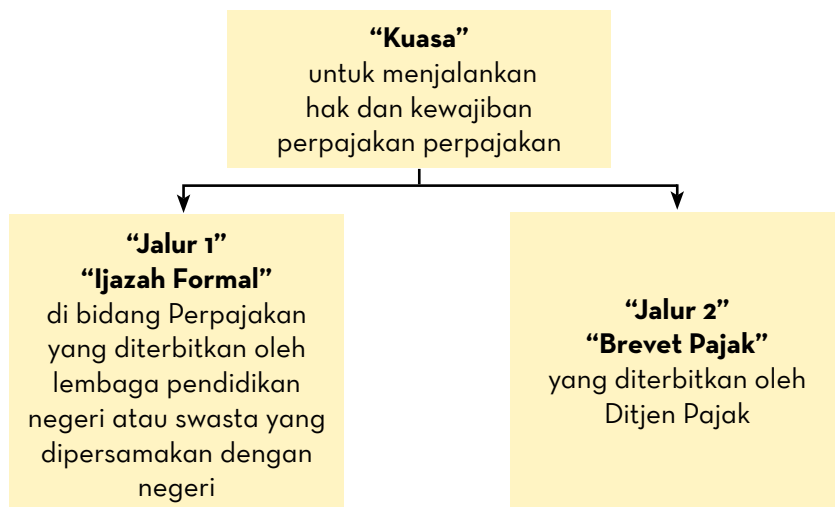 “Kuasa”
untuk menjalankan
hak dan kewajiban
perpajakan perpajakan
“Jalur 1”
“Ijazah Formal”
di bidang Perpajakan
yang diterbitkan oleh
lembaga pendidikan
negeri atau swasta yang
dipersamakan dengan
negeri
“Jalur 2”
“Brevet Pajak”
yang diterbitkan oleh
Ditjen Pajak